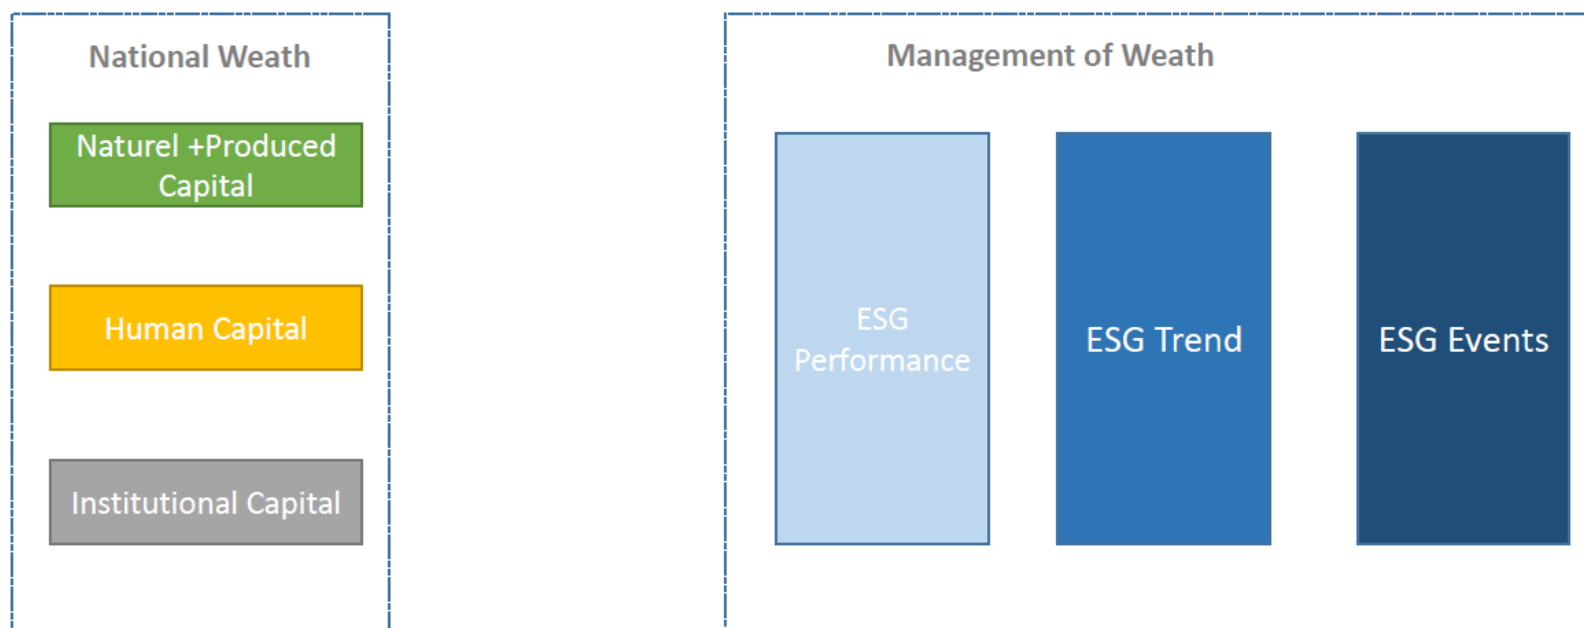 National Weath
Naturel +Produced
Capital
Human Capital
Institutional Capital
Management of Weath
ESG
Performance
ESG Trend
ESG Events